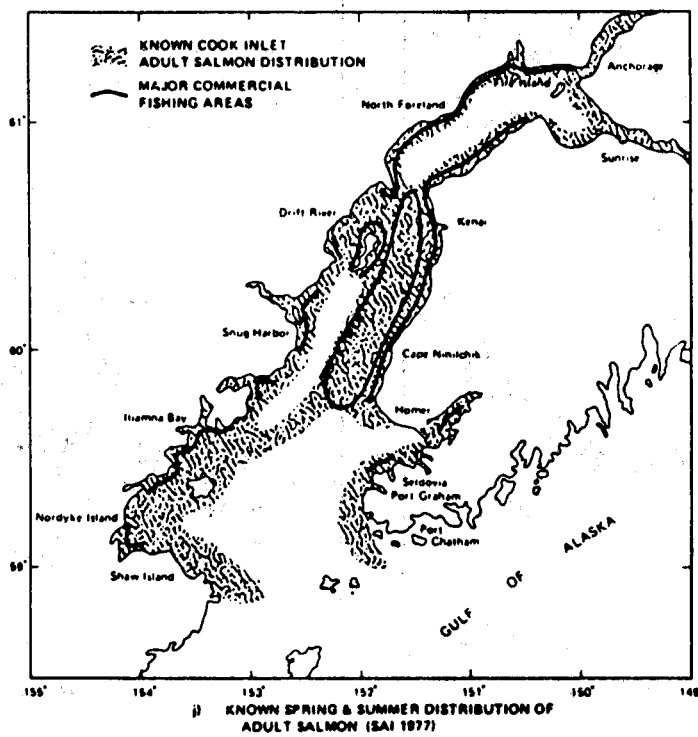 KNOWN COOK INLET
ADULT SALMON DISTRIBUTION
MAJOR COMMERCIAL
FISHING AREAS
Anchorage
Fire Island
North Foreland
61°
Sunrise
Drift River
Kenai
Snug Harbor
60°
Cape Ninilchik
Iliamna Bay
Homer
Seldovia
Port Graham
Nordyke Island
Port
Chatham
59°
Shaw Island
GULF OF ALASKA
155° 154° 153° 152° 151° 150° 149
j) KNOWN SPRING & SUMMER DISTRIBUTION OF
ADULT SALMON (SAI 1977)